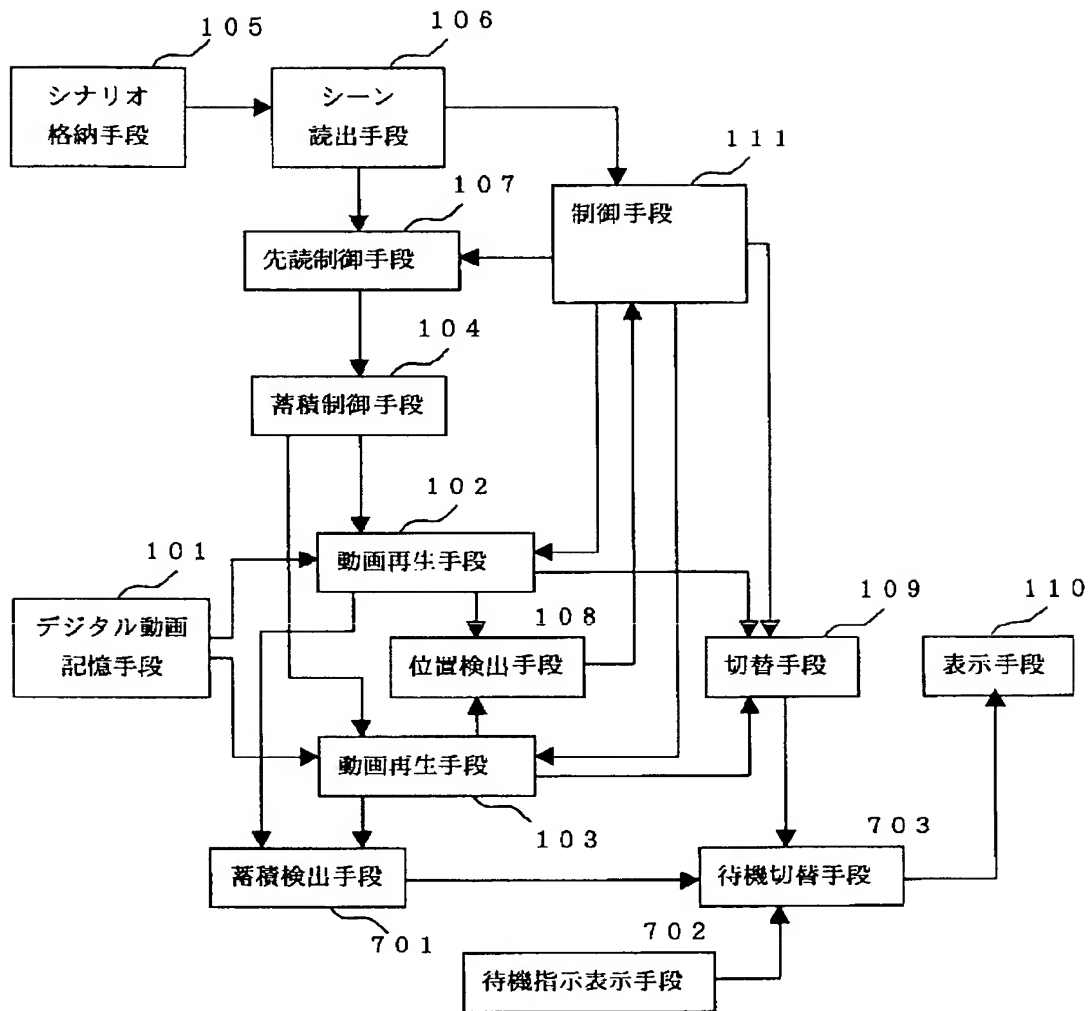 １０５
１０６
シナリオ
格納手段
シーン
読出手段
１１１
１０７
制御手段
先読制御手段
１０４
蓄積制御手段
１０２
１０１
動画再生手段
１０９
１１０
デジタル動画
記憶手段
１０８
位置検出手段
切替手段
表示手段
動画再生手段
１０３
７０３
蓄積検出手段
待機切替手段
７０１
７０２
待機指示表示手段